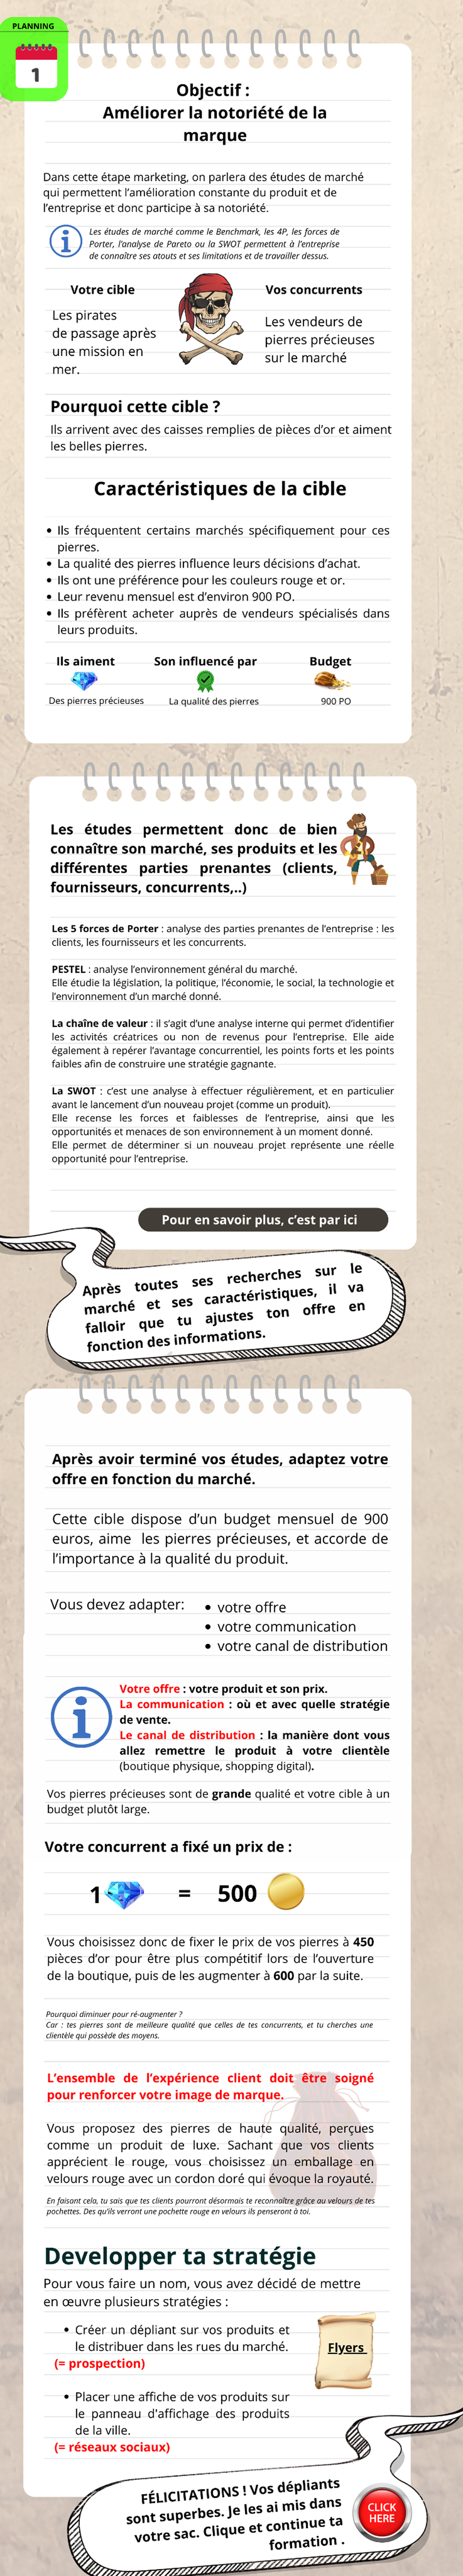 PLANNING
1
Objectif :
Améliorer la notoriété de la
marque
Dans cette étape marketing, on parlera des études de marché
qui permettent l'amélioration constante du produit et de
l'entreprise et donc participe à sa notoriété.
Les études de marché comme le Benchmark, les 4P, les forces de
Porter, l'analyse de Pareto ou la SWOT permettent à l'entreprise
de connaître ses atouts et ses limitations et de travailler dessus.
Votre cible
Les pirates
de passage après
une mission en
mer.
Vos concurrents
Les vendeurs de
pierres précieuses
sur le marché
Pourquoi cette cible ?
Ils arrivent avec des caisses remplies de pièces d'or et aiment
les belles pierres.
Caractéristiques de la cible
• Ils fréquentent certains marchés spécifiquement pour ces
pierres.
• La qualité des pierres influence leurs décisions d'achat.
• Ils ont une préférence pour les couleurs rouge et or.
• Leur revenu mensuel est d'environ 900 PO.
• Ils préfèrent acheter auprès de vendeurs spécialisés dans
leurs produits.
Ils aiment
Son influencé par
Budget
Des pierres précieuses
La qualité des pierres
900 PO
Les études permettent donc de bien
connaître son marché, ses produits et les
différentes parties prenantes (clients,
fournisseurs, concurrents,..)
Les 5 forces de Porter : analyse des parties prenantes de l'entreprise : les
clients, les fournisseurs et les concurrents.
PESTEL : analyse l'environnement général du marché.
Elle étudie la législation, la politique, l'économie, le social, la technologie et
l'environnement d'un marché donné.
La chaîne de valeur : il s'agit d'une analyse interne qui permet d'identifier
les activités créatrices ou non de revenus pour l'entreprise. Elle aide
également à repérer l'avantage concurrentiel, les points forts et les points
faibles afin de construire une stratégie gagnante.
La SWOT : c'est une analyse à effectuer régulièrement, et en particulier
avant le lancement d'un nouveau projet (comme un produit).
Elle recense les forces et faiblesses de l'entreprise, ainsi que les
opportunités et menaces de son environnement à un moment donné.
Elle permet de déterminer si un nouveau projet représente une réelle
opportunité pour l'entreprise.
Pour en savoir plus, c'est par ici
Après toutes ses recherches sur le
marché et ses caractéristiques, il va
falloir que tu ajustes ton offre en
fonction des informations.
Après avoir terminé vos études, adaptez votre
offre en fonction du marché.
Cette cible dispose d'un budget mensuel de 900
euros, aime les pierres précieuses, et accorde de
l'importance à la qualité du produit.
Vous devez adapter:
• votre offre
• votre communication
• votre canal de distribution
Votre offre : votre produit et son prix.
La communication : où et avec quelle stratégie
de vente.
Le canal de distribution : la manière dont vous
allez remettre le produit à votre clientèle
(boutique physique, shopping digital).
Vos pierres précieuses sont de grande qualité et votre cible à un
budget plutôt large.
Votre concurrent a fixé un prix de :
1 = 500
Vous choisissez donc de fixer le prix de vos pierres à 450
pièces d'or pour être plus compétitif lors de l'ouverture
de la boutique, puis de les augmenter à 600 par la suite.
Pourquoi diminuer pour ré-augmenter ?
Car : tes pierres sont de meilleure qualité que celles de tes concurrents, et tu cherches une
clientèle qui possède des moyens.
L'ensemble de l'expérience client doit être soigné
pour renforcer votre image de marque.
Vous proposez des pierres de haute qualité, perçues
comme un produit de luxe. Sachant que vos clients
apprécient le rouge, vous choisissez un emballage en
velours rouge avec un cordon doré qui évoque la royauté.
En faisant cela, tu sais que tes clients pourront désormais te reconnaître grâce au velours de tes
pochettes. Des qu'ils verront une pochette rouge en velours ils penseront à toi.
Developper ta stratégie
Pour vous faire un nom, vous avez décidé de mettre
en œuvre plusieurs stratégies :
• Créer un dépliant sur vos produits et
le distribuer dans les rues du marché.
(= prospection)
Flyers
• Placer une affiche de vos produits sur
le panneau d'affichage des produits
de la ville.
(= réseaux sociaux)
FÉLICITATIONS ! Vos dépliants
sont superbes. Je les ai mis dans
votre sac. Clique et continue ta
formation .
CLICK
HERE